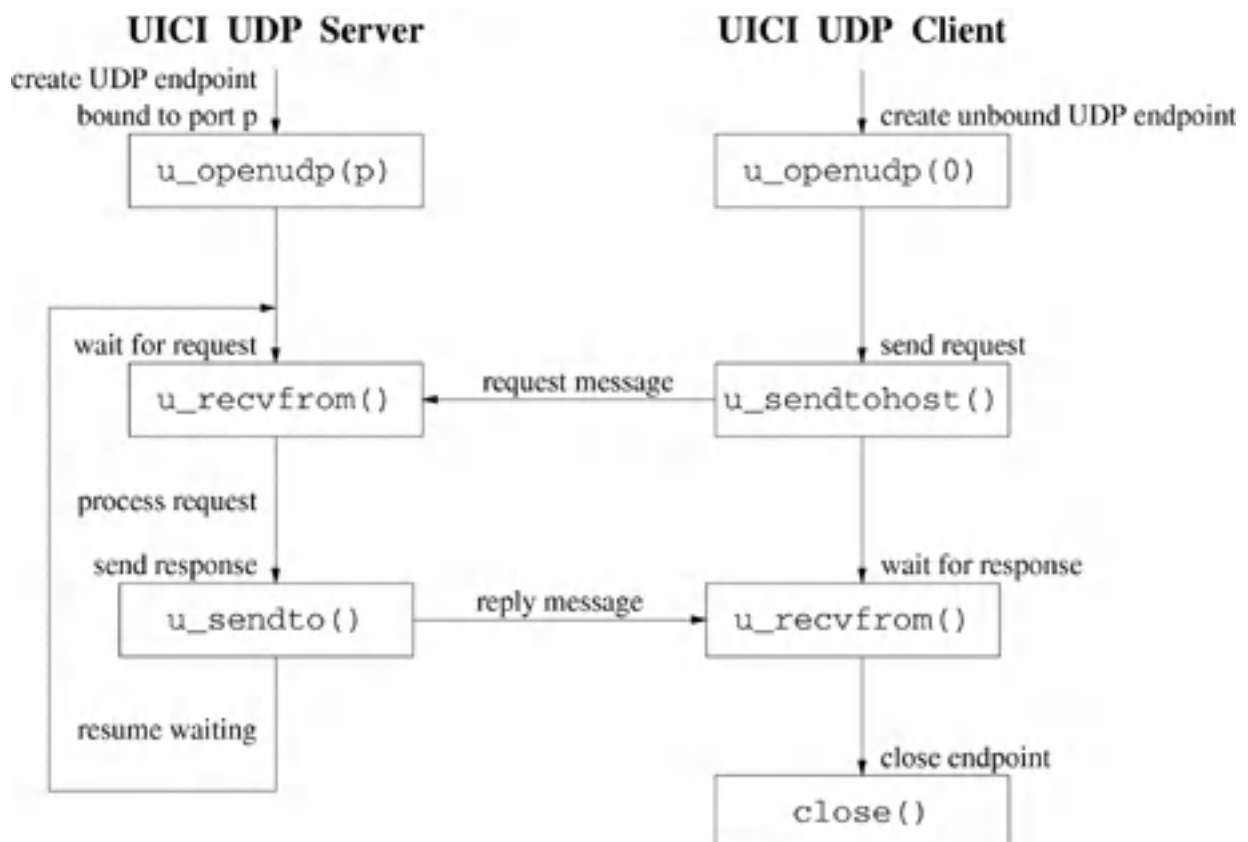 UICI UDP Server
create UDP endpoint
bound to port p
u_openudp(p)
wait for request
u_recvfrom()
process request
send response
u_sendto()
resume waiting
request message
reply message
UICI UDP Client
create unbound UDP endpoint
u_openudp(0)
send request
u_sendtohost()
wait for response
u_recvfrom()
close endpoint
close()